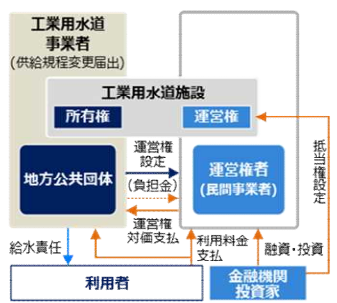 工業用水道
事業者
(供給規程変更届出)
工業用水道施設
所有権
運営権
地方公共団体
運営権
設定
(負担金)
運営権
対価支払
運営権者
(民間事業者)
抵当権設定
給水責任
利用料金
支払
融資・投資
利用者
金融機関
投資家